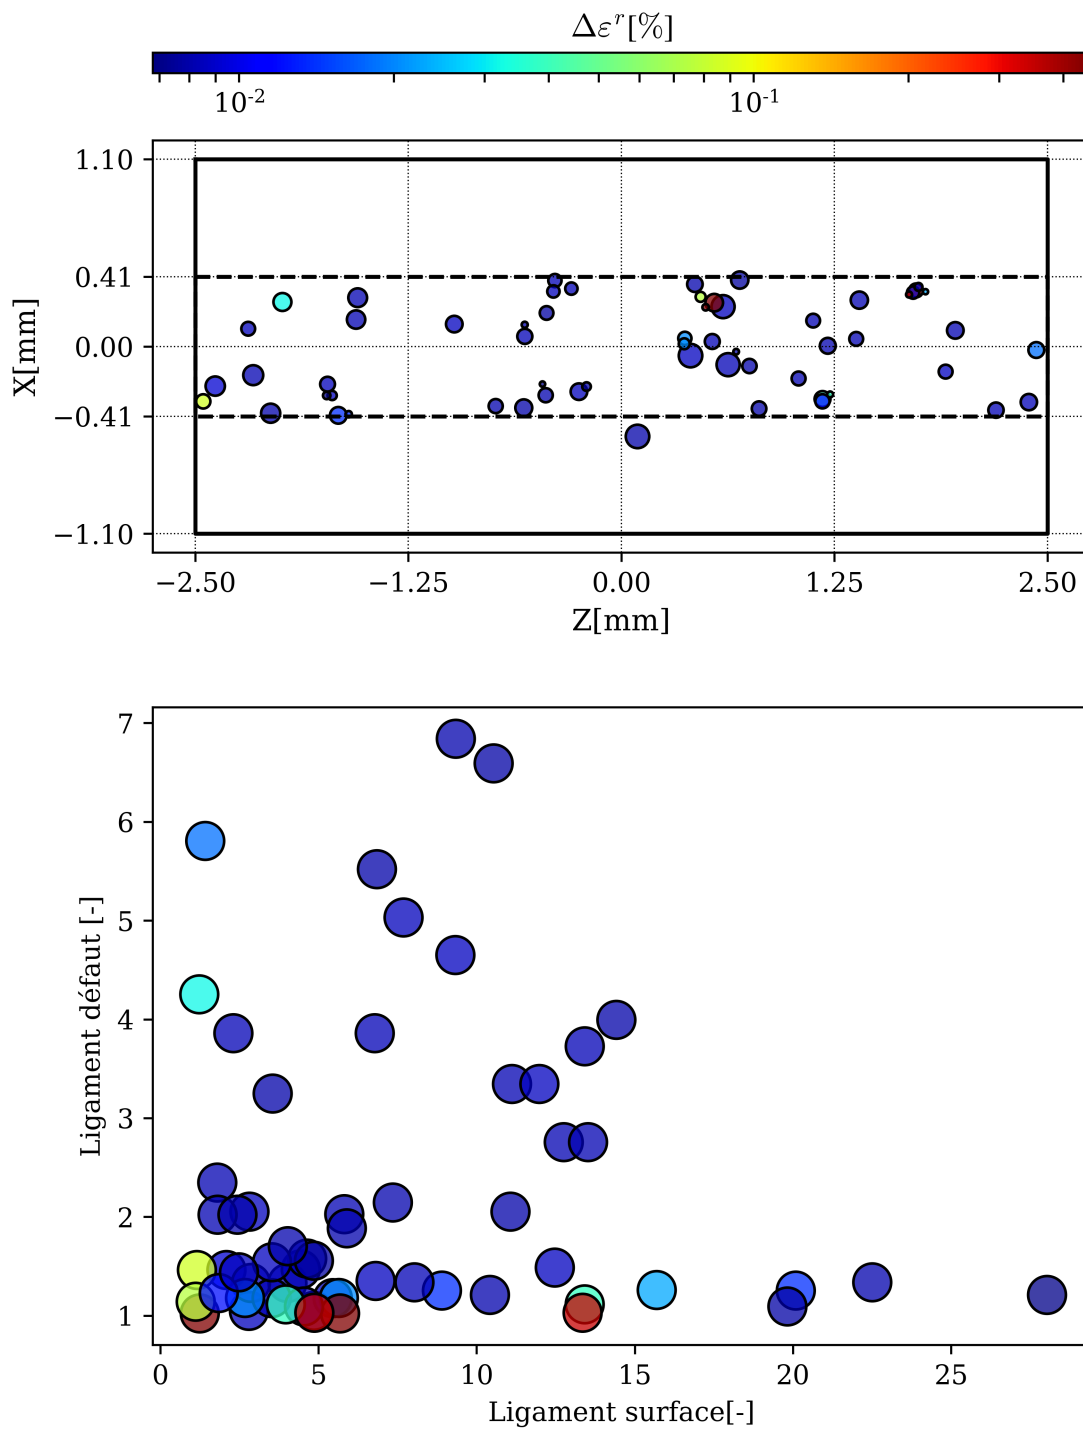 Δε^r[%]
10^-2 10^-1
1.10
0.41
0.00
−0.41
−1.10
X[mm]
−2.50 −1.25 0.00 1.25 2.50
Z[mm]
7
6
5
4
3
2
1
Ligament défaut [-]
0 5 10 15 20 25
Ligament surface[-]